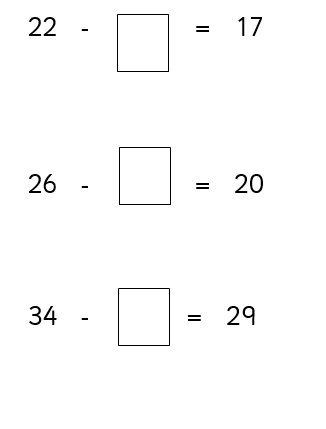 22 - = 17
26 - = 20
34 - = 29